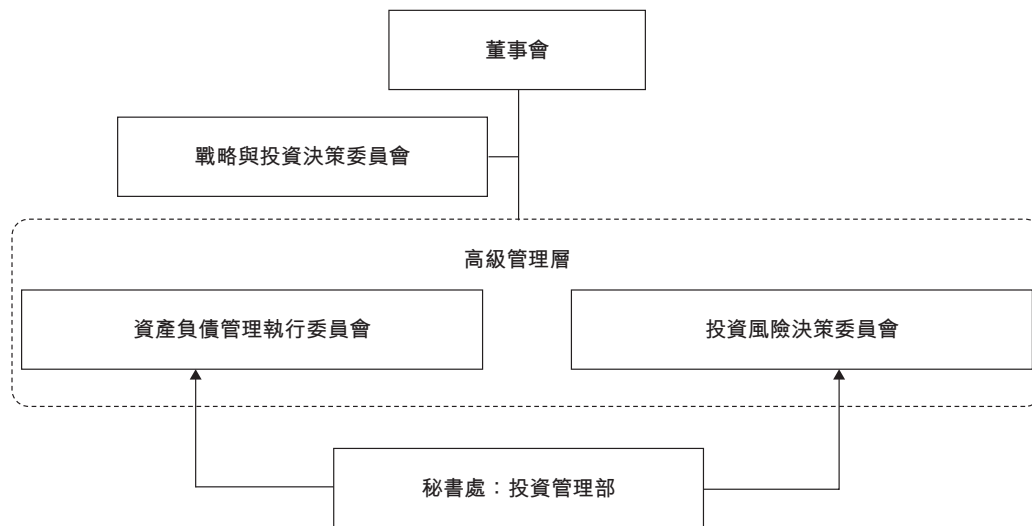 董事會
戰略與投資決策委員會
高級管理層
資產負債管理執行委員會
投資風險決策委員會
秘書處：投資管理部